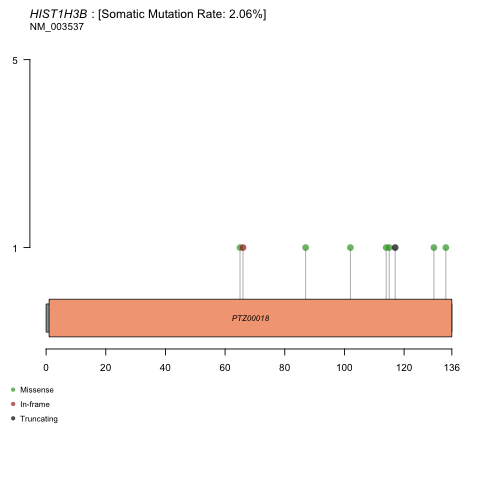 HIST1H3B : [Somatic Mutation Rate: 2.06%]
NM_003537
5
1
PTZ00018
0 20 40 60 80 100 120 136
Missense
In-frame
Truncating